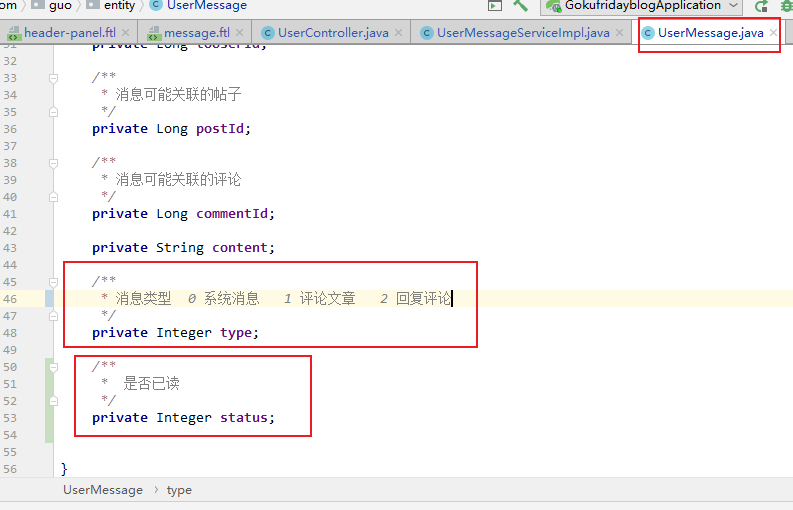 om guo entity UserMessage GokufridayblogApplication
header-panel.ftl message.ftl UserController.java UserMessageServiceImpl.java UserMessage.java
32
33 /**
34 * 消息可能关联的帖子
35 */
36 private Long postId;
37
38 /**
39 * 消息可能关联的评论
40 */
41 private Long commentId;
42
43 private String content;
44
45 /**
46 * 消息类型 0 系统消息 1 评论文章 2 回复评论
47 */
48 private Integer type;
49
50 /**
51 * 是否已读
52 */
53 private Integer status;
54
55
56 }
UserMessage › type